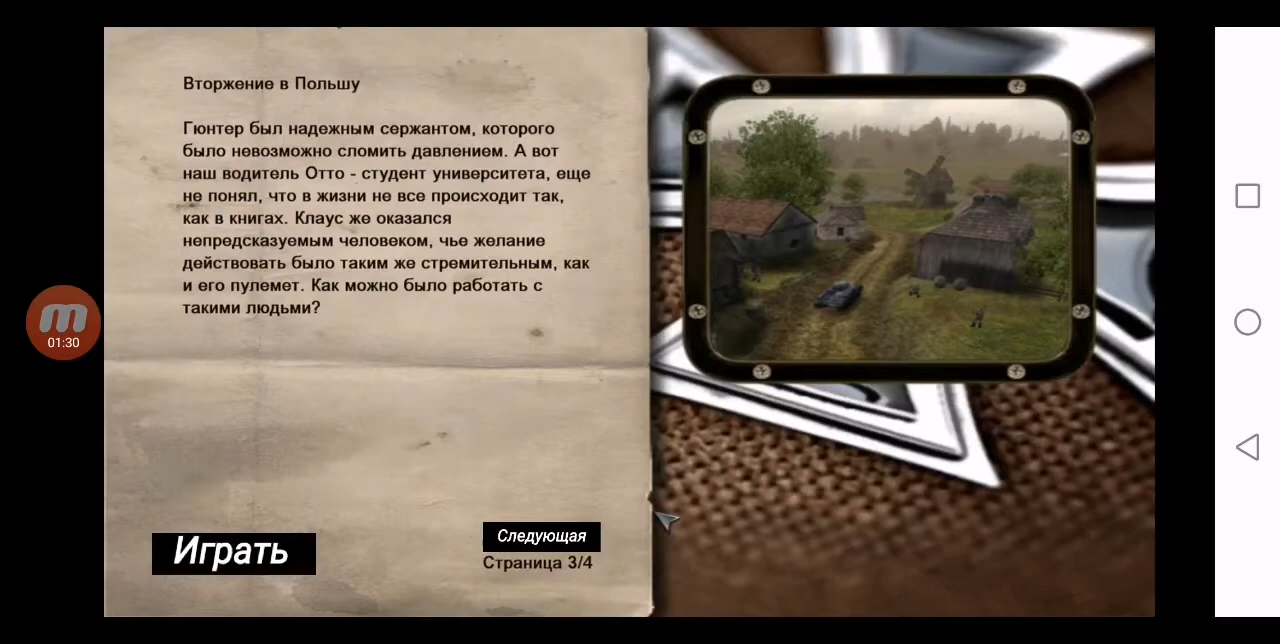 Вторжение в Польшу
Гюнтер был надежным сержантом, которого
было невозможно сломить давлением. А вот
наш водитель Отто - студент университета, еще
не понял, что в жизни не все происходит так,
как в книгах. Клаус же оказался
непредсказуемым человеком, чье желание
действовать было таким же стремительным, как
и его пулемет. Как можно было работать с
такими людьми?
01:30
Играть
Следующая
Страница 3/4